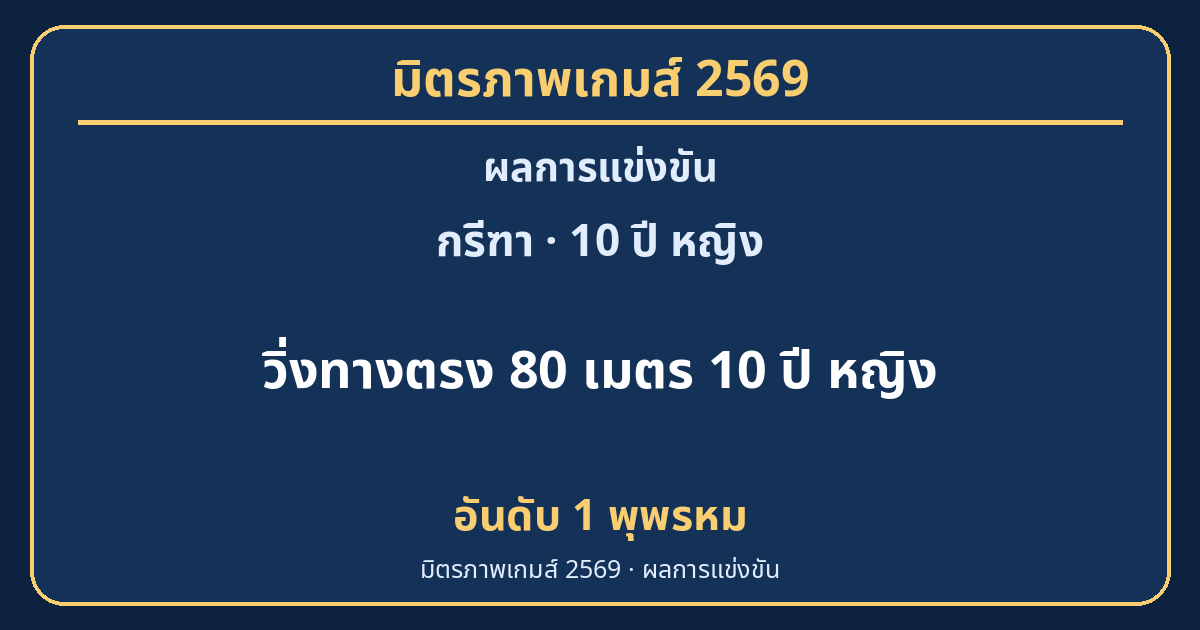 มิตรภาพเกมส์ 2569
ผลการแข่งขัน
กรีฑา · 10 ปี หญิง
วิ่งทางตรง 80 เมตร 10 ปี หญิง
อันดับ 1 พุพรหม
มิตรภาพเกมส์ 2569 · ผลการแข่งขัน